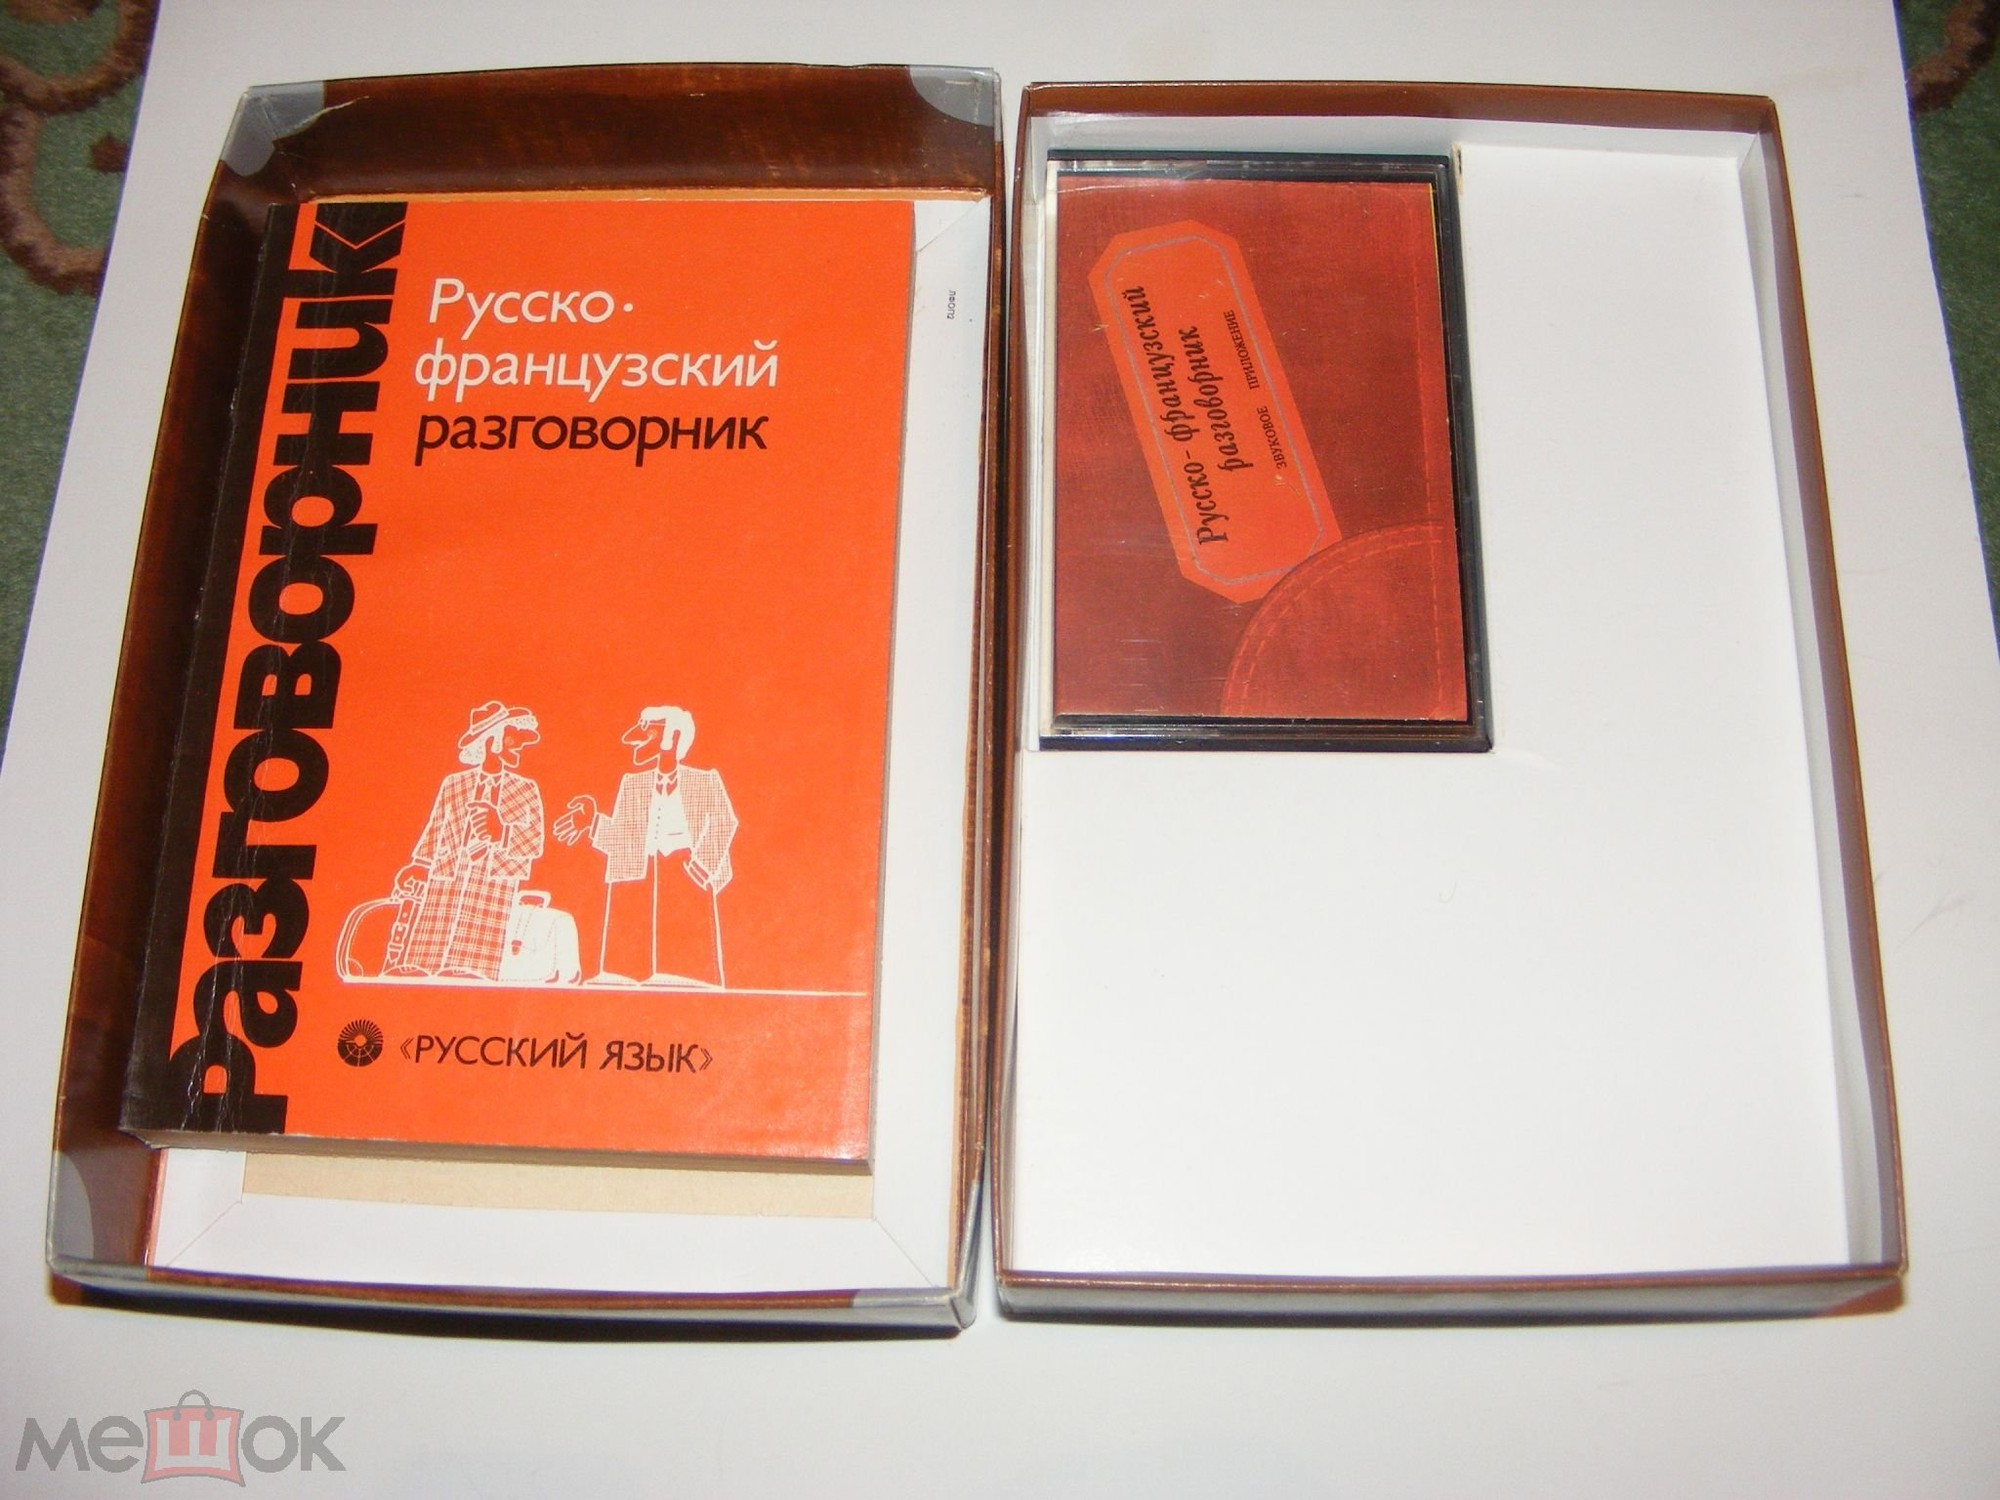 разговорник
Русско-
французский
разговорник
«РУССКИЙ ЯЗЫК»
Русско-французский
разговорник
ЗВУКОВОЕ ПРИЛОЖЕНИЕ
мешок